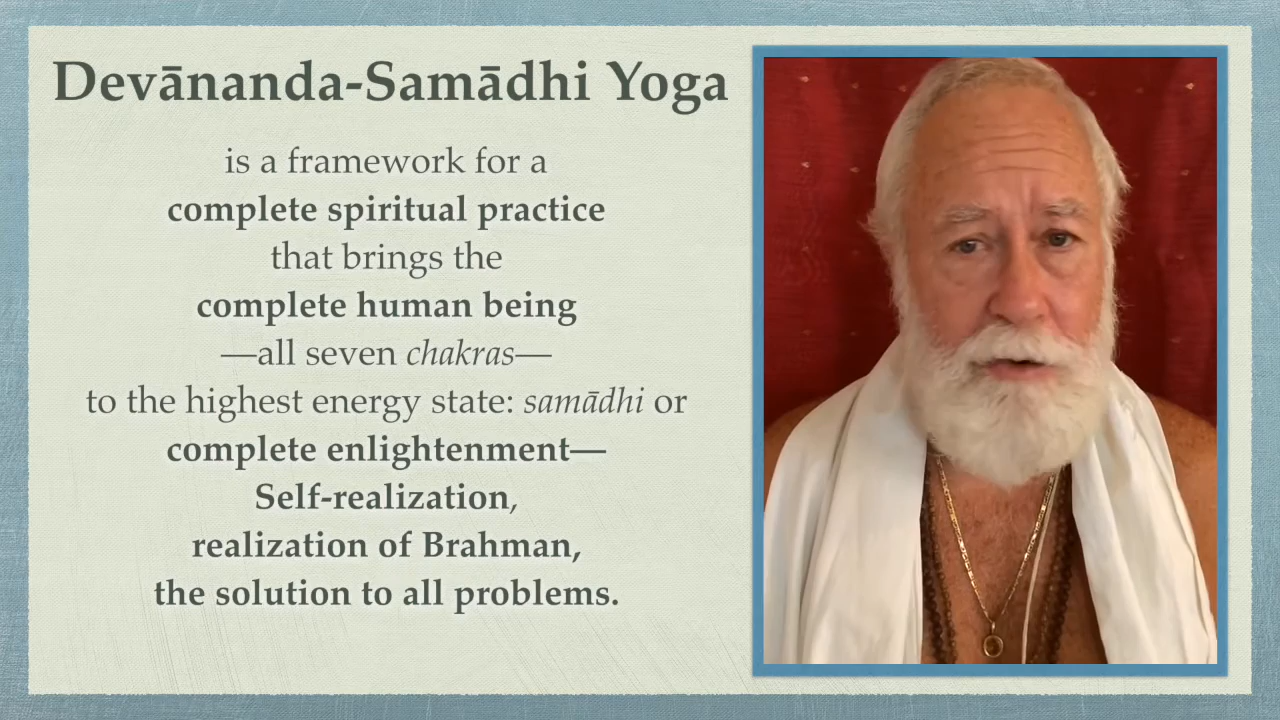 Devānanda-Samādhi Yoga
is a framework for a
complete spiritual practice
that brings the
complete human being
—all seven chakras—
to the highest energy state: samādhi or
complete enlightenment—
Self-realization,
realization of Brahman,
the solution to all problems.